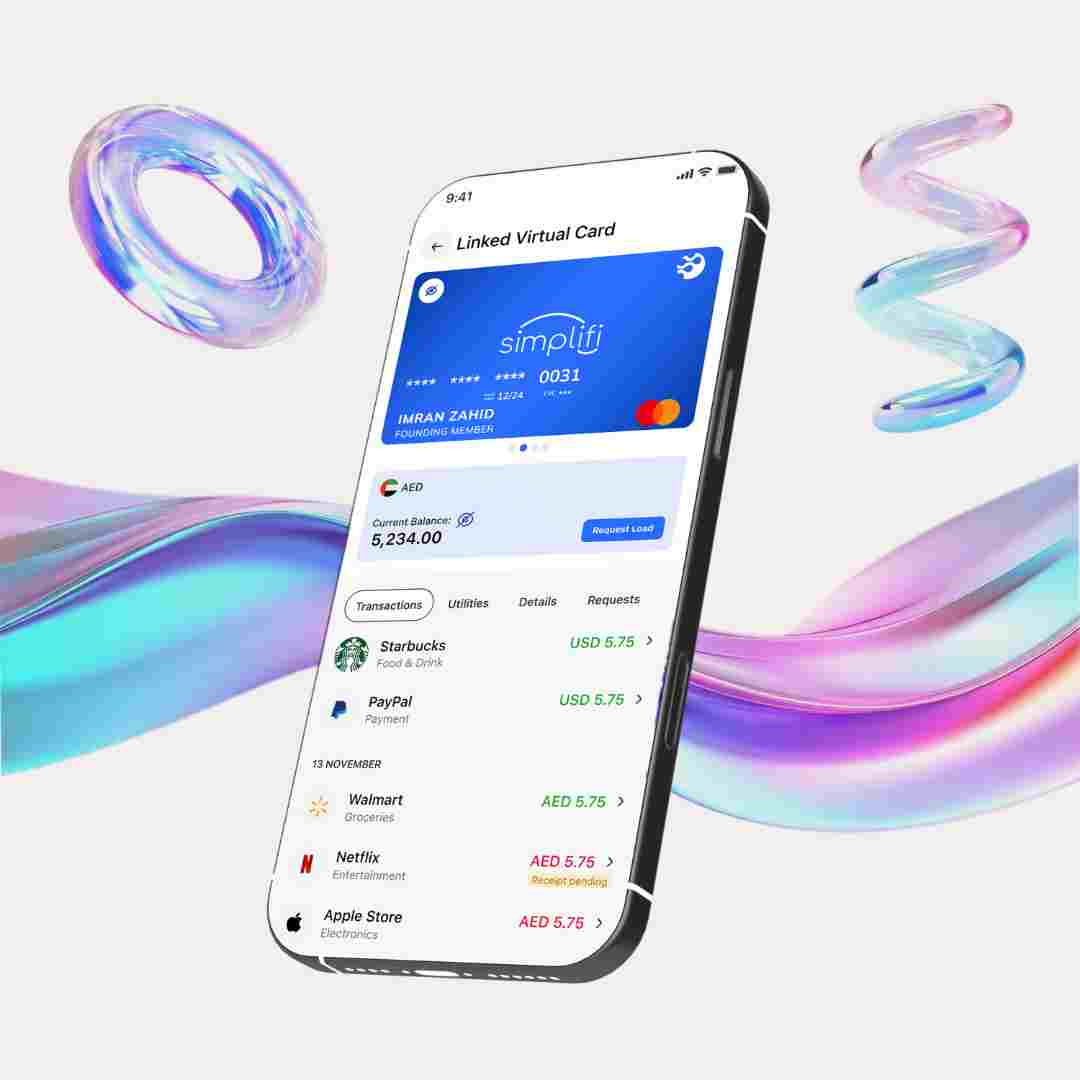 9:41
Linked Virtual Card
simplifi
**** **** **** 0031
12/24 CVC ***
IMRAN ZAHID
FOUNDING MEMBER
AED
Current Balance:
5,234.00
Request Load
Transactions Utilities Details Requests
Starbucks USD 5.75
Food & Drink
PayPal USD 5.75
Payment
13 NOVEMBER
Walmart AED 5.75
Groceries
Netflix AED 5.75
Entertainment Receipt pending
Apple Store AED 5.75
Electronics